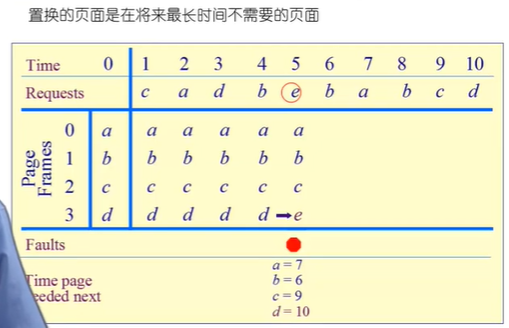 置换的页面是在将来最长时间不需要的页面
Time 0 1 2 3 4 5 6 7 8 9 10
Requests c a d b e b a b c d
Page Frames
0 a a a a a a
1 b b b b b b
2 c c c c c c
3 d d d d d ➡e
Faults
Time page
needed next
a = 7
b = 6
c = 9
d = 10